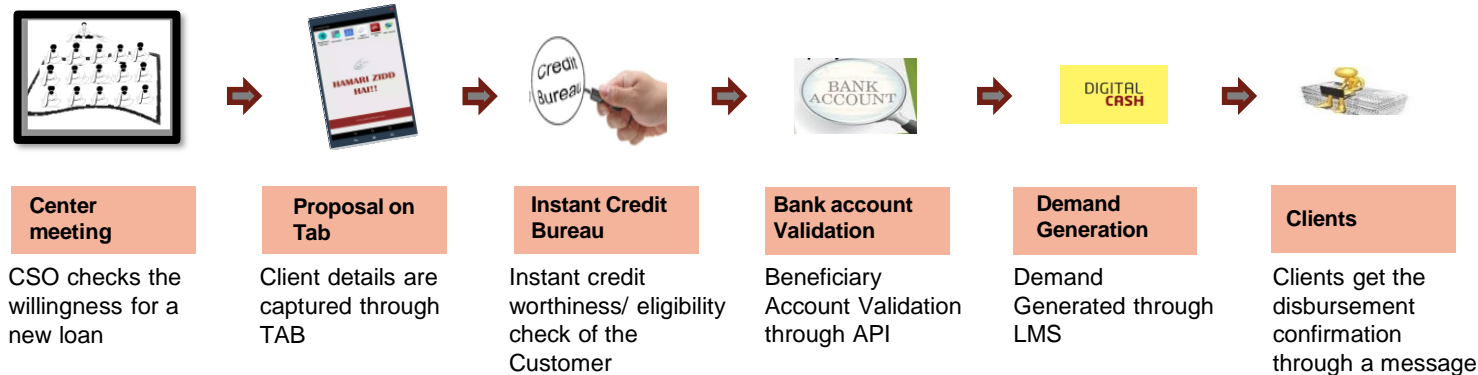 HAMARI ZIDD
HAI!!
Credit
Bureau
BANK
ACCOUNT
DIGITAL
CASH
Center
meeting
Proposal on
Tab
Instant Credit
Bureau
Bank account
Validation
Demand
Generation
Clients
CSO checks the
willingness for a
new loan
Client details are
captured through
TAB
Instant credit
worthiness/ eligibility
check of the
Customer
Beneficiary
Account Validation
through API
Demand
Generated through
LMS
Clients get the
disbursement
confirmation
through a message